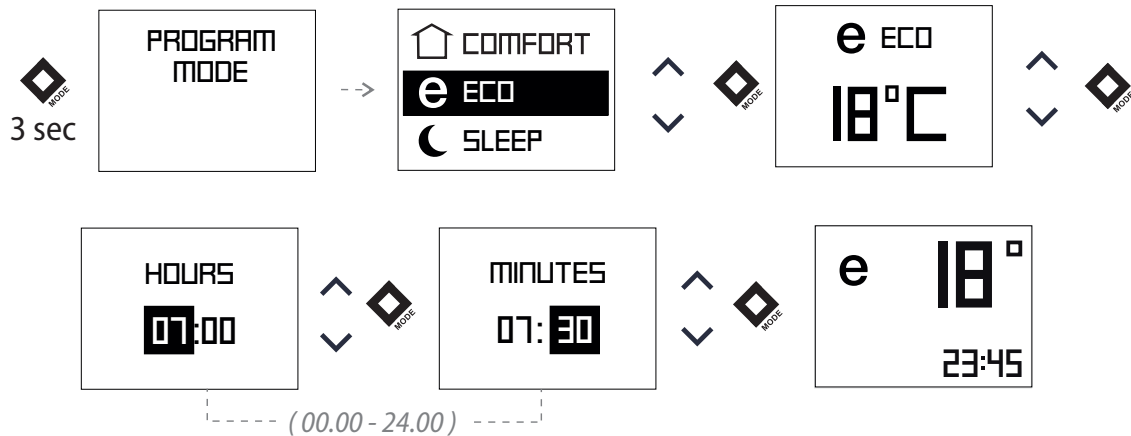 PROGRAM
MODE
MODE
3 sec
COMFORT
e ECO
SLEEP
MODE
e ECO
18°C
MODE
HOURS
07:00
MODE
MINUTES
07:30
MODE
e 18°
23:45
( 00.00 - 24.00 )